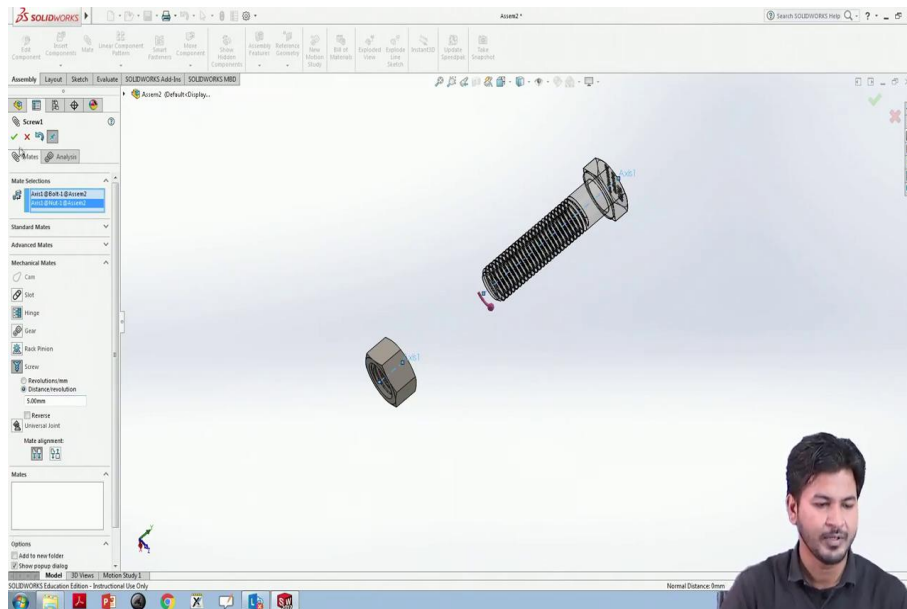 SOLIDWORKS
Assem2 *
Search SOLIDWORKS Help
Edit Component
Insert Components
Mate
Linear Component Pattern
Smart Fasteners
Move Component
Show Hidden Components
Assembly Features
Reference Geometry
New Motion Study
Bill of Materials
Exploded View
Explode Line Sketch
Instant3D
Update Speedpak
Take Snapshot
Assembly Layout Sketch Evaluate SOLIDWORKS Add-Ins SOLIDWORKS MBD
Assem2 (Default<Display...
Screw1
Mates Analysis
Mate Selections
Axis1@Bolt-1@Assem2
Axis1@Nut-1@Assem2
Standard Mates
Advanced Mates
Mechanical Mates
Cam
Slot
Hinge
Gear
Rack Pinion
Screw
Revolutions/mm
Distance/revolution
5.00mm
Reverse
Universal Joint
Mate alignment:
Mates
Options
Add to new folder
Show popup dialog
Axis1
Axis1
Model 3D Views Motion Study 1
SOLIDWORKS Education Edition - Instructional Use Only
Normal Distance: 0mm